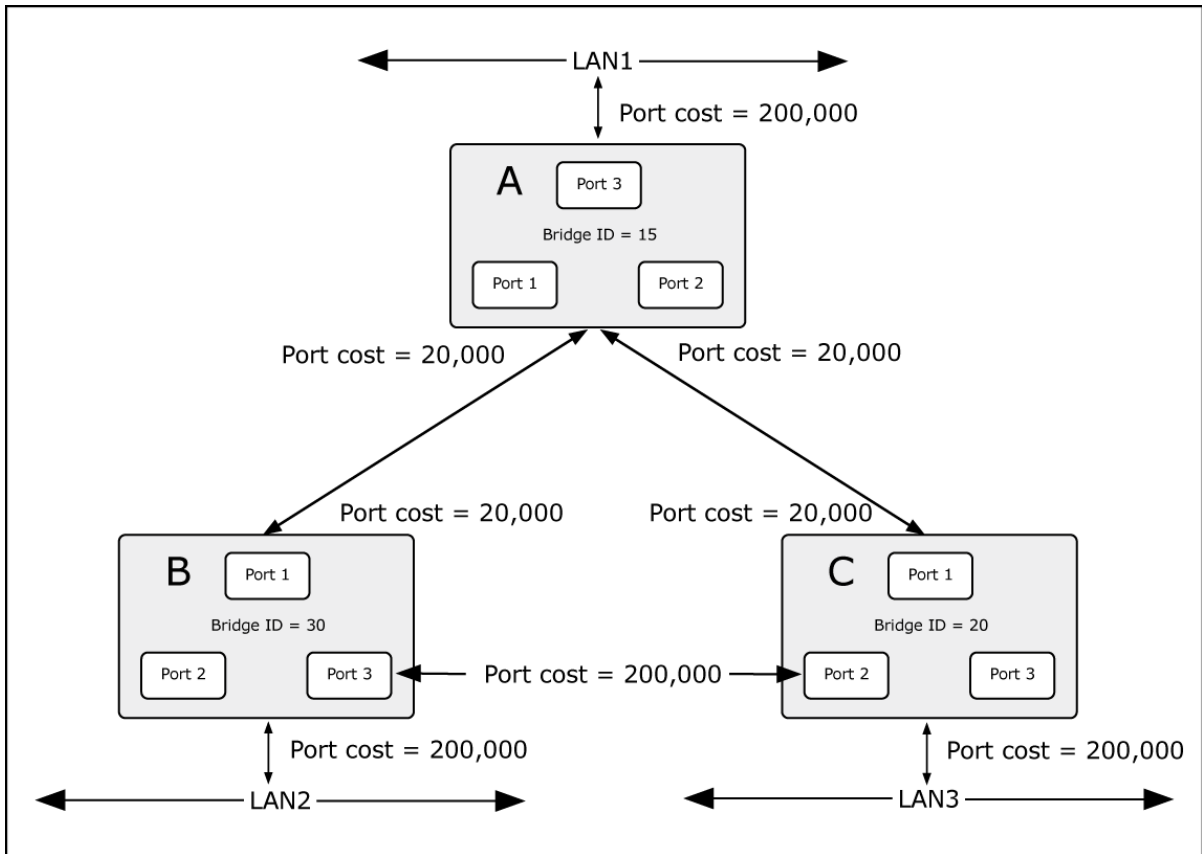 LAN1
Port cost = 200,000
A
Port 3
Bridge ID = 15
Port 1
Port 2
Port cost = 20,000
Port cost = 20,000
Port cost = 20,000
Port cost = 20,000
B
Port 1
Bridge ID = 30
Port 2
Port 3
Port cost = 200,000
C
Port 1
Bridge ID = 20
Port 2
Port 3
Port cost = 200,000
LAN2
Port cost = 200,000
LAN3